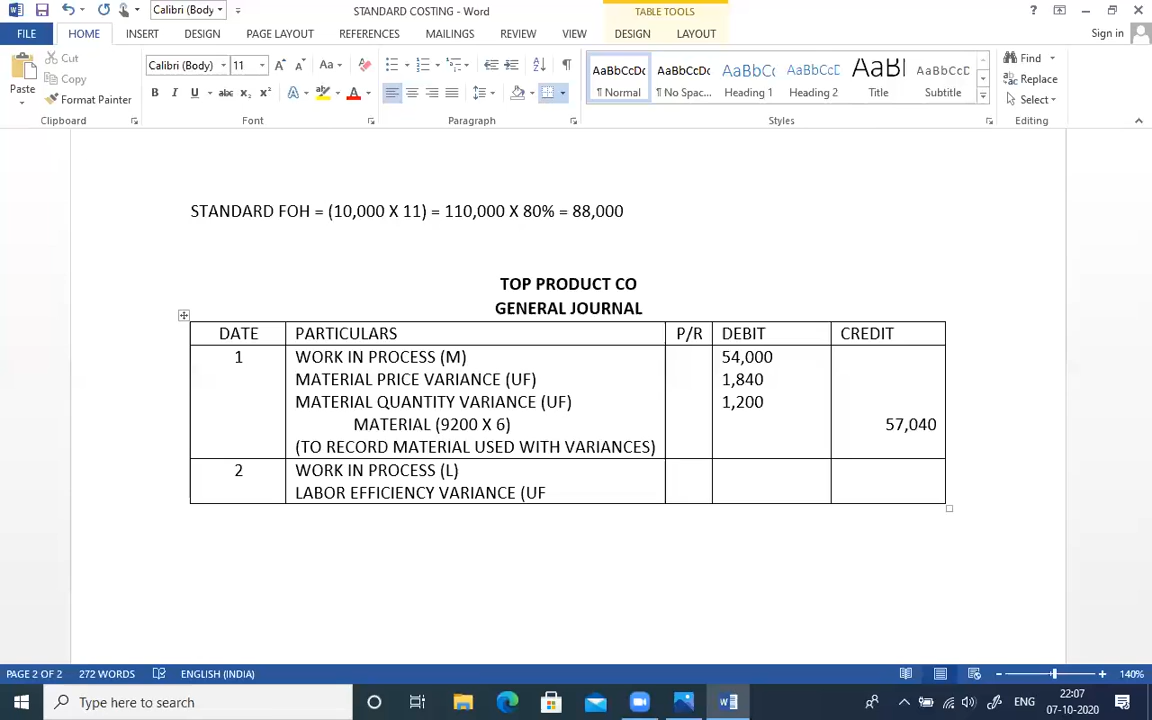 Calibri (Body
STANDARD COSTING - Word
TABLE TOOLS
?
FILE
HOME
INSERT
DESIGN
PAGE LAYOUT
REFERENCES
MAILINGS
REVIEW
VIEW
DESIGN
LAYOUT
Sign in
Paste
Cut
Copy
Format Painter
Clipboard
Calibri (Body)
11
Font
Paragraph
AaBbCcDc
¶ Normal
AaBbCcDc
¶ No Spac...
AaBbCc
Heading 1
AaBbCcD
Heading 2
AaBl
Title
AaBbCcD
Subtitle
Styles
Find
Replace
Select
Editing
STANDARD FOH = (10,000 X 11) = 110,000 X 80% = 88,000
TOP PRODUCT CO
GENERAL JOURNAL
DATE PARTICULARS P/R DEBIT CREDIT
1 WORK IN PROCESS (M) 54,000
MATERIAL PRICE VARIANCE (UF) 1,840
MATERIAL QUANTITY VARIANCE (UF) 1,200
MATERIAL (9200 X 6) 57,040
(TO RECORD MATERIAL USED WITH VARIANCES)
2 WORK IN PROCESS (L)
LABOR EFFICIENCY VARIANCE (UF
PAGE 2 OF 2
272 WORDS
ENGLISH (INDIA)
140%
Type here to search
ENG
22:07
07-10-2020